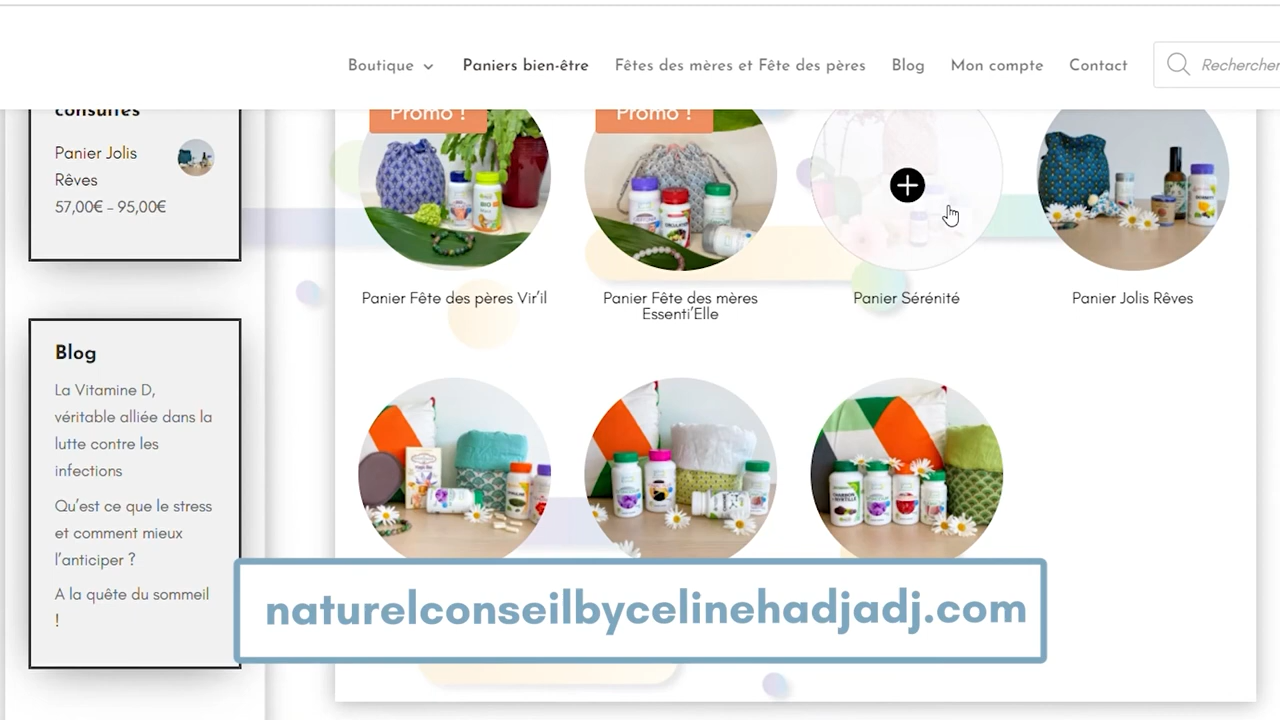 Boutique Paniers bien-être Fêtes des mères et Fête des pères Blog Mon compte Contact Rechercher
consultés
Panier Jolis
Rêves
57,00€ – 95,00€
Promo !
Promo !
Panier Fête des pères Vir'il
Panier Fête des mères
Essenti'Elle
Panier Sérénité
Panier Jolis Rêves
Blog
La Vitamine D,
véritable alliée dans la
lutte contre les
infections
Qu'est ce que le stress
et comment mieux
l'anticiper ?
A la quête du sommeil
!
naturelconseilbycelinehadjadj.com